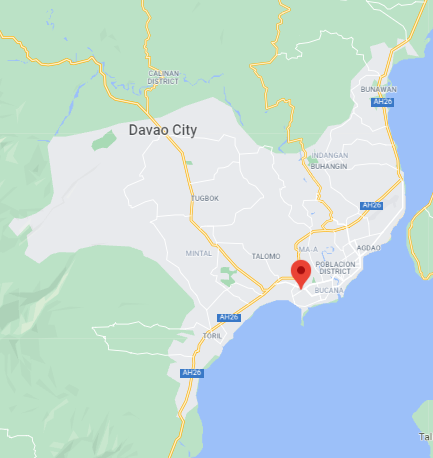 CALINAN
DISTRICT
BUNAWAN
AH26
Davao City
INDANGAN
BUHANGIN
TUGBOK
AH26
MA-A
AGDAO
MINTAL
TALOMO
POBLACION
DISTRICT
BUCANA
AH26
TORIL
AH26
Tal